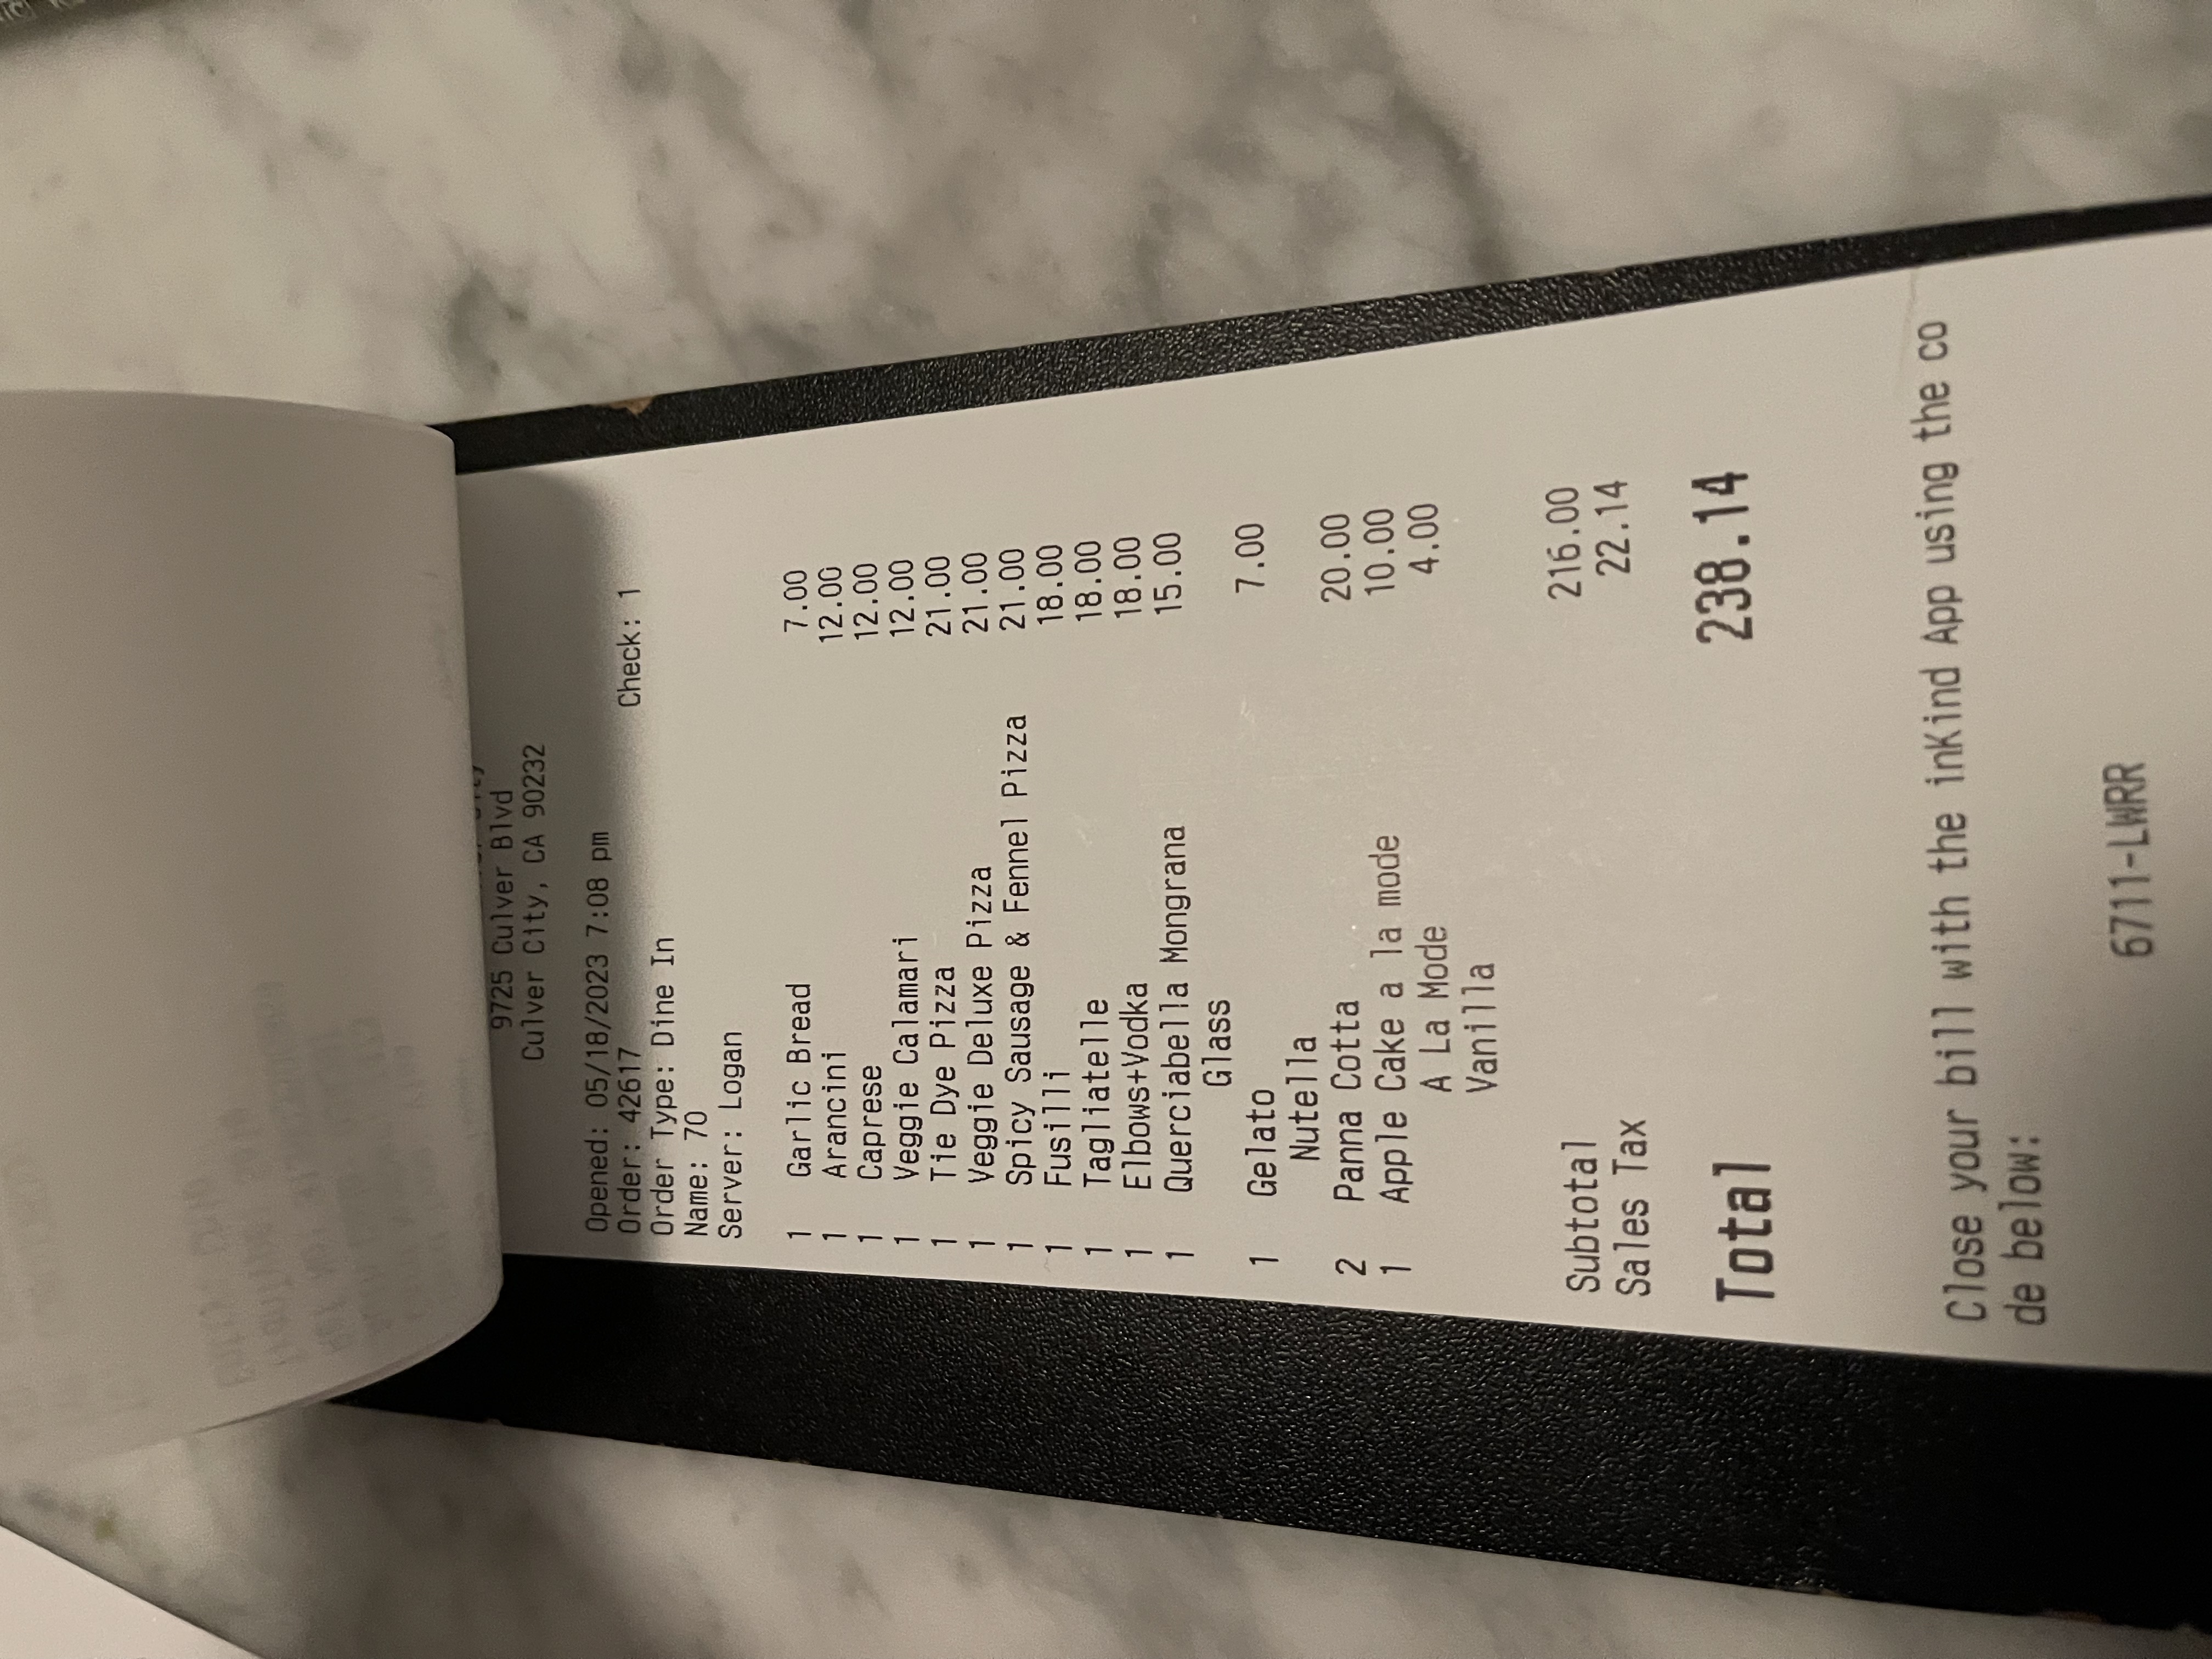 9725 Culver Blvd
Culver City, CA 90232
Opened: 05/18/2023 7:08 pm
Order: 42617 Check: 1
Order Type: Dine In
Name: 70
Server: Logan
1 Garlic Bread 7.00
1 Arancini 12.00
1 Caprese 12.00
1 Veggie Calamari 12.00
1 Tie Dye Pizza 21.00
1 Veggie Deluxe Pizza 21.00
1 Spicy Sausage & Fennel Pizza 21.00
1 Fusilli 18.00
1 Tagliatelle 18.00
1 Elbows+Vodka 18.00
1 Querciabella Mongrana 15.00
Glass
1 Gelato 7.00
Nutella
2 Panna Cotta 20.00
1 Apple Cake a la mode 10.00
A La Mode 4.00
Vanilla
Subtotal 216.00
Sales Tax 22.14
Total 238.14
Close your bill with the inKind App using the co
de below:
6711-LWRR